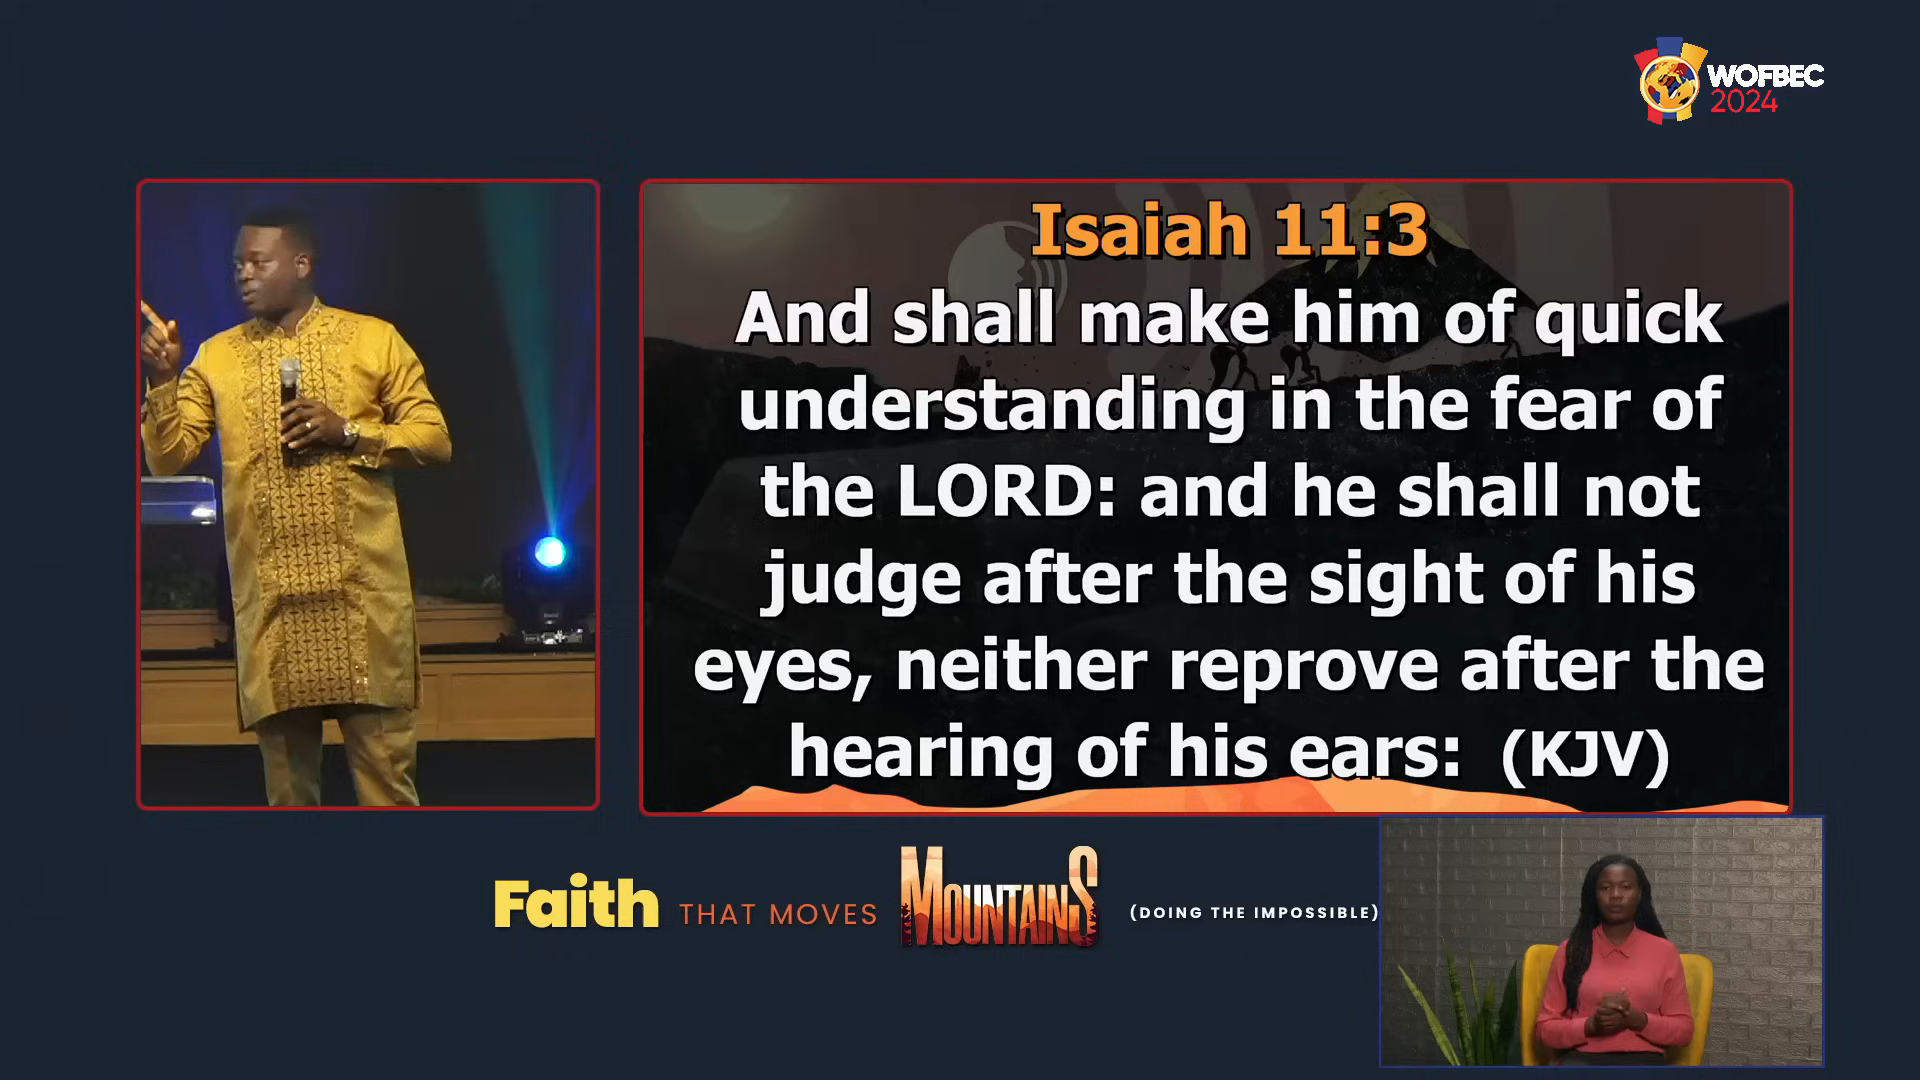 WOFBEC
2024
Isaiah 11:3
And shall make him of quick
understanding in the fear of
the LORD: and he shall not
judge after the sight of his
eyes, neither reprove after the
hearing of his ears: (KJV)
Faith THAT MOVES MOUNTAINS (DOING THE IMPOSSIBLE)